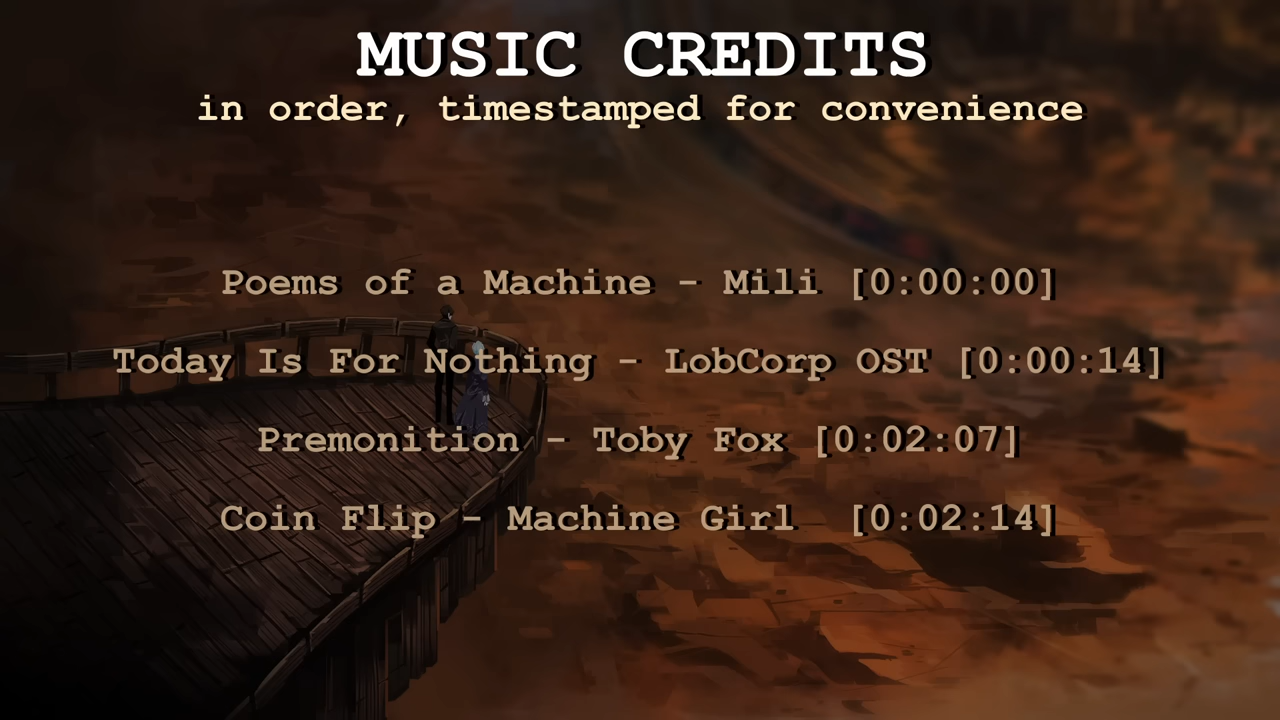 MUSIC CREDITS
in order, timestamped for convenience
Poems of a Machine - Mili [0:00:00]
Today Is For Nothing - LobCorp OST [0:00:14]
Premonition - Toby Fox [0:02:07]
Coin Flip - Machine Girl [0:02:14]